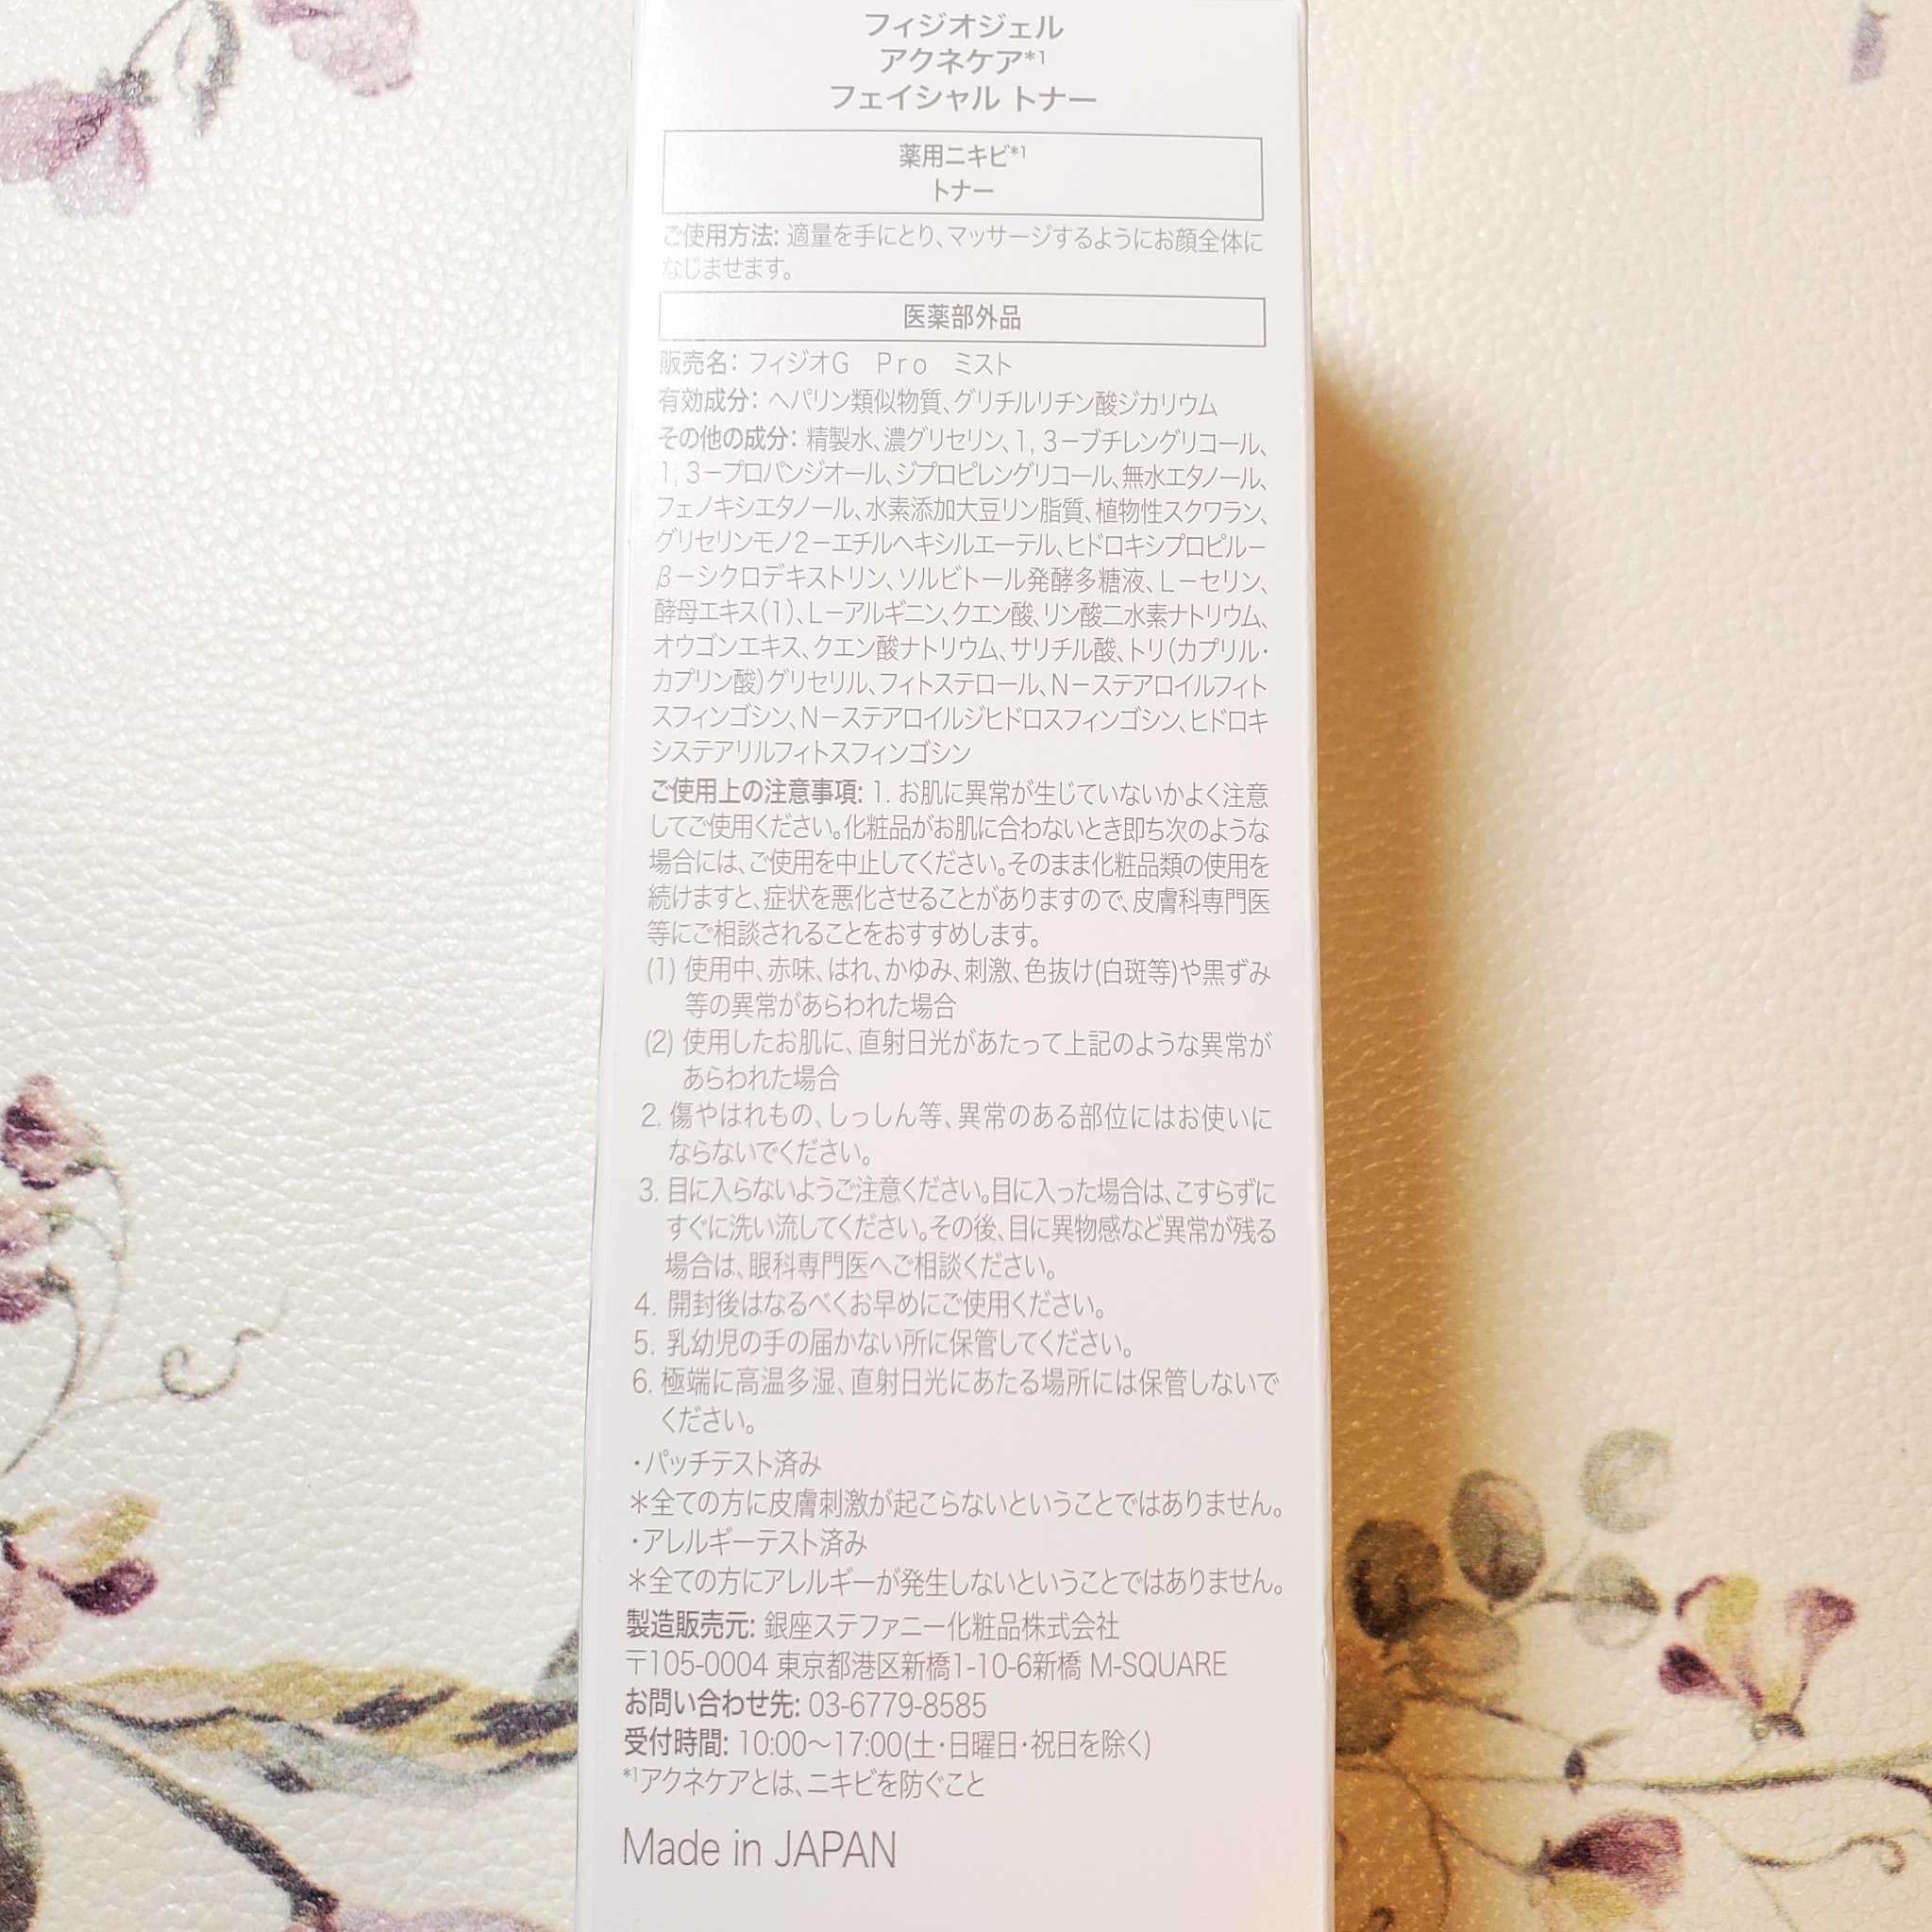 フィジオジェル
アクネケア*1
フェイシャル トナー
薬用ニキビ*1
トナー
ご使用方法: 適量を手にとり、マッサージするようにお顔全体に
なじませます。
医薬部外品
販売名: フィジオG Pro ミスト
有効成分: ヘパリン類似物質、グリチルリチン酸ジカリウム
その他の成分: 精製水、濃グリセリン、1, 3−ブチレングリコール、
1, 3−プロパンジオール、ジプロピレングリコール、無水エタノール、
フェノキシエタノール、水素添加大豆リン脂質、植物性スクワラン、
グリセリンモノ2−エチルヘキシルエーテル、ヒドロキシプロピル−
β−シクロデキストリン、ソルビトール発酵多糖液、L−セリン、
酵母エキス(1)、L−アルギニン、クエン酸、リン酸二水素ナトリウム、
オウゴンエキス、クエン酸ナトリウム、サリチル酸、トリ(カプリル・
カプリン酸)グリセリル、フィトステロール、N−ステアロイルフィト
スフィンゴシン、N−ステアロイルジヒドロスフィンゴシン、ヒドロキ
システアリルフィトスフィンゴシン
ご使用上の注意事項: 1. お肌に異常が生じていないかよく注意
してご使用ください。化粧品がお肌に合わないとき即ち次のような
場合には、ご使用を中止してください。そのまま化粧品類の使用を
続けますと、症状を悪化させることがありますので、皮膚科専門医
等にご相談されることをおすすめします。
(1) 使用中、赤味、はれ、かゆみ、刺激、色抜け(白斑等)や黒ずみ
等の異常があらわれた場合
(2) 使用したお肌に、直射日光があたって上記のような異常が
あらわれた場合
2. 傷やはれもの、しっしん等、異常のある部位にはお使いに
ならないでください。
3. 目に入らないようご注意ください。目に入った場合は、こすらずに
すぐに洗い流してください。その後、目に異物感など異常が残る
場合は、眼科専門医へご相談ください。
4. 開封後はなるべくお早めにご使用ください。
5. 乳幼児の手の届かない所に保管してください。
6. 極端に高温多湿、直射日光にあたる場所には保管しないで
ください。
・パッチテスト済み
＊全ての方に皮膚刺激が起こらないということではありません。
・アレルギーテスト済み
＊全ての方にアレルギーが発生しないということではありません。
製造販売元: 銀座ステファニー化粧品株式会社
〒105-0004 東京都港区新橋1-10-6新橋 M-SQUARE
お問い合わせ先: 03-6779-8585
受付時間: 10:00〜17:00(土・日曜日・祝日を除く)
*1アクネケアとは、ニキビを防ぐこと
Made in JAPAN